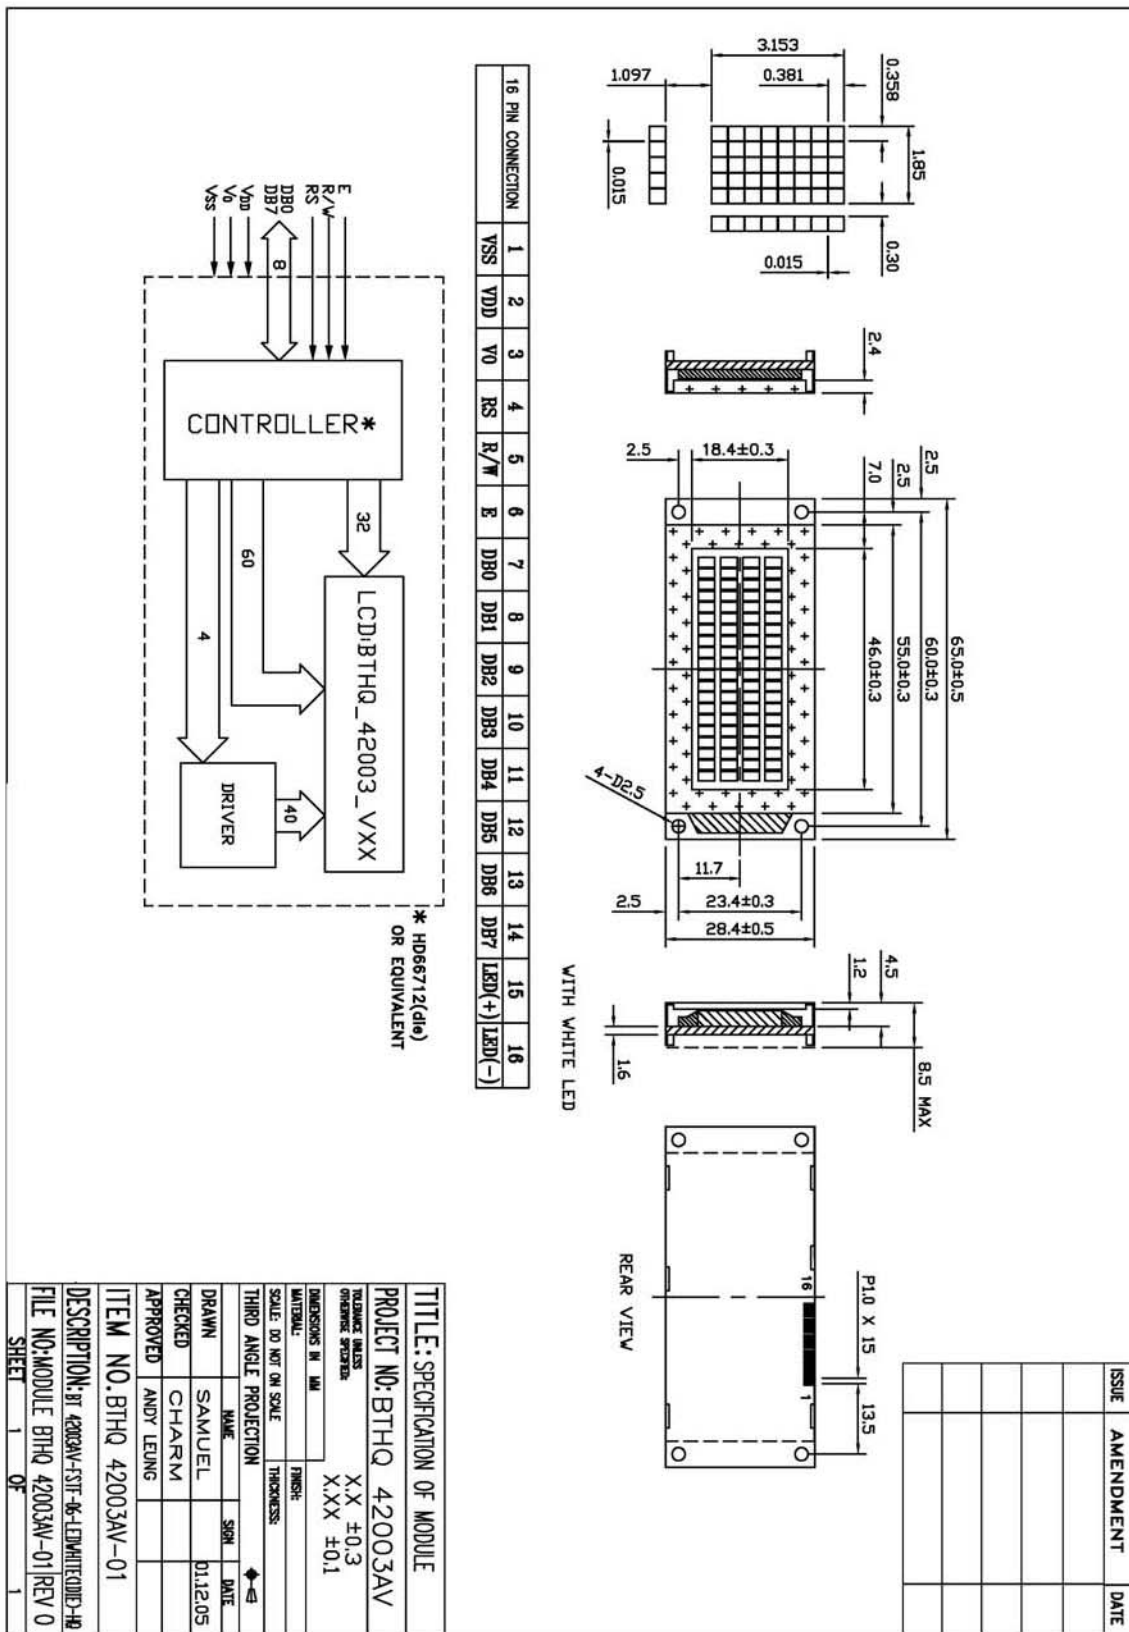 ISSUE AMENDMENT DATE
3.153
0.381
1.097
0.358
1.85
0.015
0.30
0.015
2.4
65.0±0.5
60.0±0.3
55.0±0.3
46.0±0.3
2.5
2.5
7.0
18.4±0.3
2.5
4-D2.5
11.7
23.4±0.3
2.5
28.4±0.5
4.5
1.2
8.5 MAX
1.6
WITH WHITE LED
P1.0 X 15
13.5
16
1
REAR VIEW
16 PIN CONNECTION 1 2 3 4 5 6 7 8 9 10 11 12 13 14 15 16
VSS VDD VO RS R/W E DB0 DB1 DB2 DB3 DB4 DB5 DB6 DB7 LED(+) LED(-)
E
R/W
RS
DB0
DB7
VDD
V0
VSS
8
CONTROLLER*
32
60
4
LCD:BTHQ_42003_VXX
DRIVER
40
* HD66712(die)
OR EQUIVALENT
TITLE: SPECIFICATION OF MODULE
PROJECT NO: BTHQ 42003AV
TOLERANCE UNLESS
OTHERWISE SPECIFIED:
X.X ±0.3
X.XX ±0.1
DIMENSIONS IN MM
MATERIAL: FINISH:
SCALE: DO NOT ON SCALE THICKNESS:
THIRD ANGLE PROJECTION
NAME SIGN DATE
DRAWN SAMUEL 01.12.05
CHECKED CHARM
APPROVED ANDY LEUNG
ITEM NO. BTHQ 42003AV-01
DESCRIPTION: BT 42003AV-FSTF-06-LEDWHITE(1DIE)-HQ
FILE NO:MODULE BTHQ 42003AV-01 REV 0
SHEET 1 OF 1